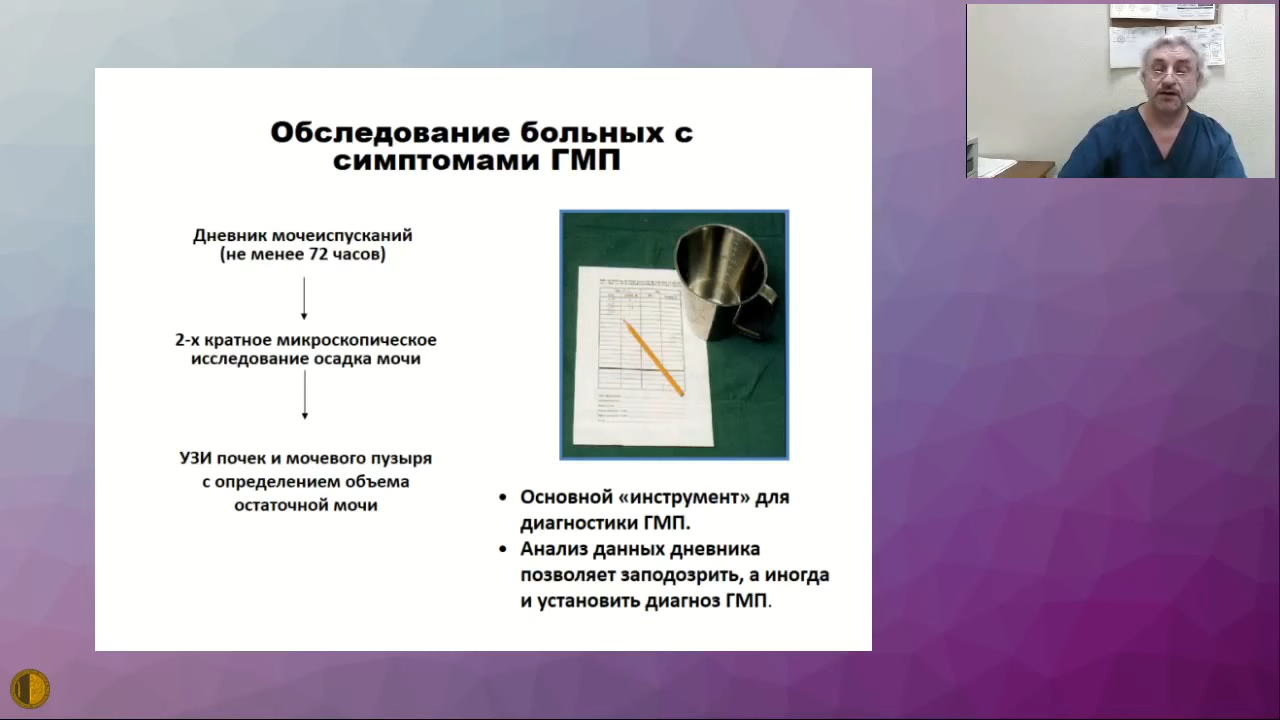 Обследование больных с
симптомами ГМП
Дневник мочеиспусканий
(не менее 72 часов)
2-х кратное микроскопическое
исследование осадка мочи
УЗИ почек и мочевого пузыря
с определением объема
остаточной мочи
• Основной «инструмент» для
диагностики ГМП.
• Анализ данных дневника
позволяет заподозрить, а иногда
и установить диагноз ГМП.